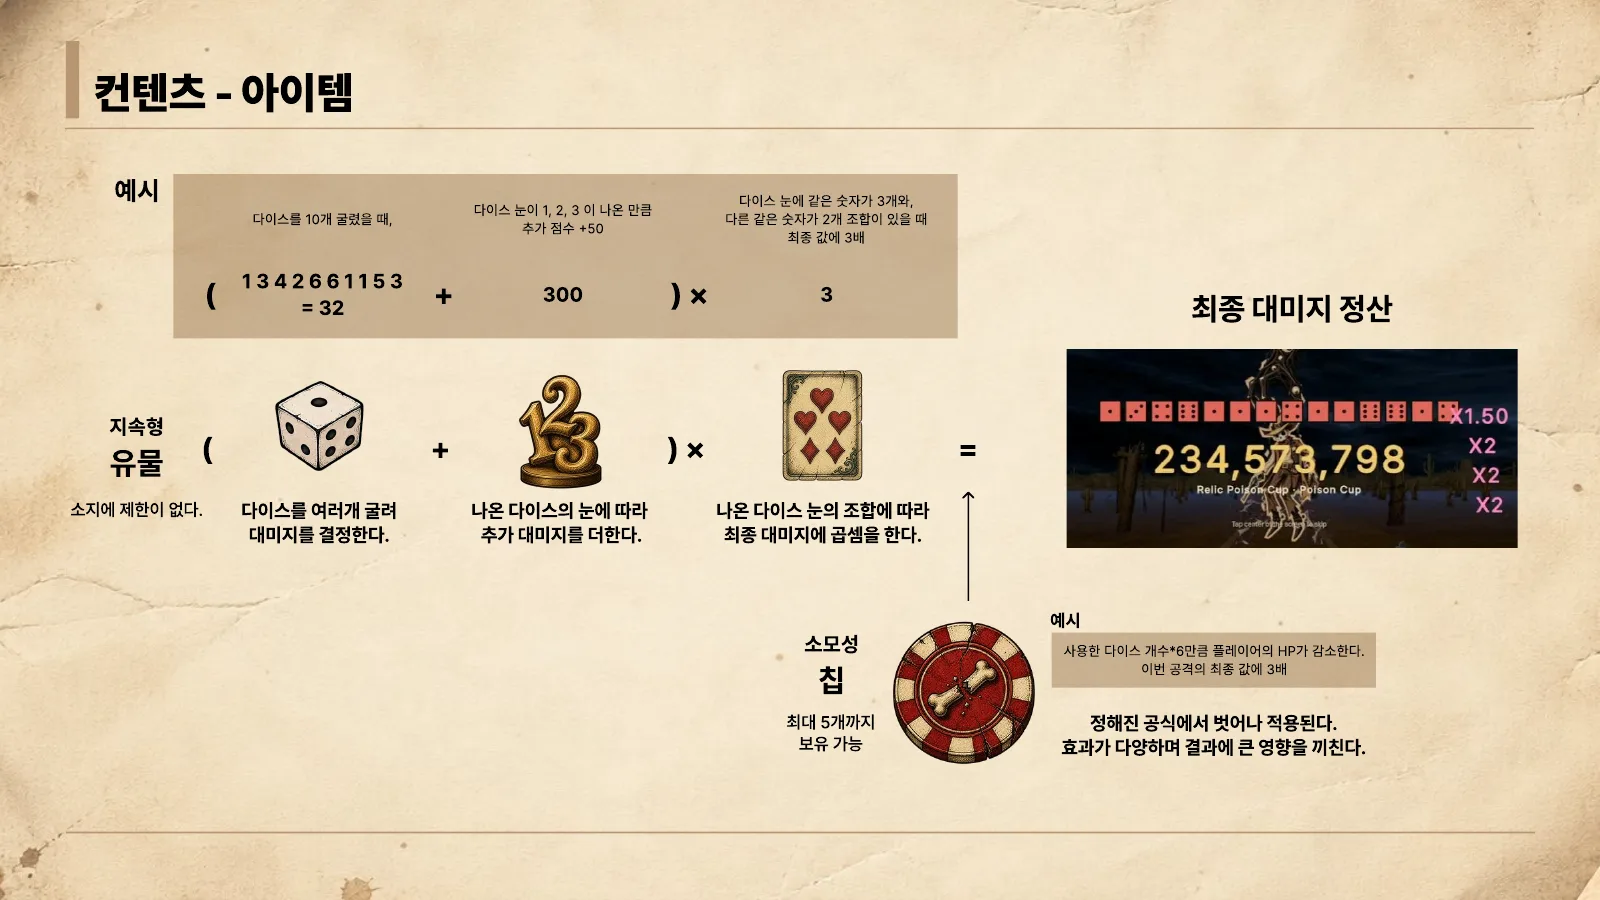 컨텐츠 - 아이템
예시
다이스를 10개 굴렸을 때,
다이스 눈이 1, 2, 3 이 나온 만큼
추가 점수 +50
다이스 눈에 같은 숫자가 3개와,
다른 같은 숫자가 2개 조합이 있을 때
최종 값에 3배
( 1 3 4 2 6 6 1 1 5 3
= 32
+ 300 ) × 3
지속형
유물
소지에 제한이 없다.
( + ) × =
다이스를 여러개 굴려
대미지를 결정한다.
나온 다이스의 눈에 따라
추가 대미지를 더한다.
나온 다이스 눈의 조합에 따라
최종 대미지에 곱셈을 한다.
최종 대미지 정산
X1.50
234,573,798
X2
X2
X2
Relic Poison Cup · Poison Cup
소모성
칩
최대 5개까지
보유 가능
예시
사용한 다이스 개수*6만큼 플레이어의 HP가 감소한다.
이번 공격의 최종 값에 3배
정해진 공식에서 벗어나 적용된다.
효과가 다양하며 결과에 큰 영향을 끼친다.